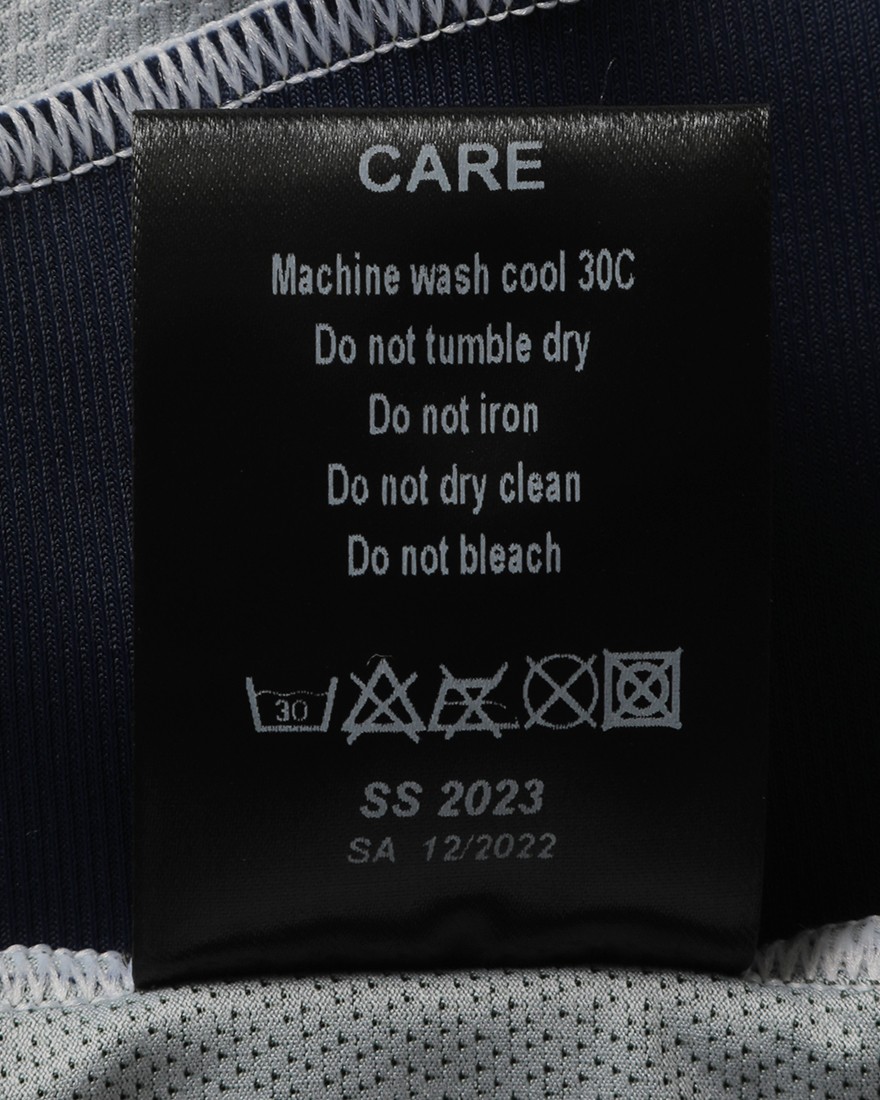 CARE
Machine wash cool 30C
Do not tumble dry
Do not iron
Do not dry clean
Do not bleach
30
SS 2023
SA 12/2022